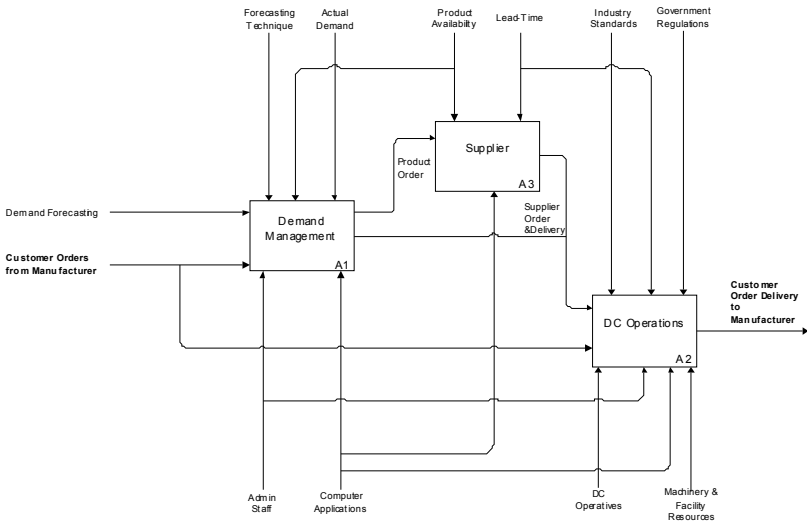 Forecasting
Technique
Actual
Demand
Product
Availability
Lead-Time
Industry
Standards
Government
Regulations
Supplier
A3
Product
Order
Demand Forecasting
Demand
Management
A1
Supplier
Order
&Delivery
Customer Orders
from Manufacturer
Customer
Order Delivery
to
Manufacturer
DC Operations
A2
Admin
Staff
Computer
Applications
DC
Operatives
Machinery &
Facility
Resources